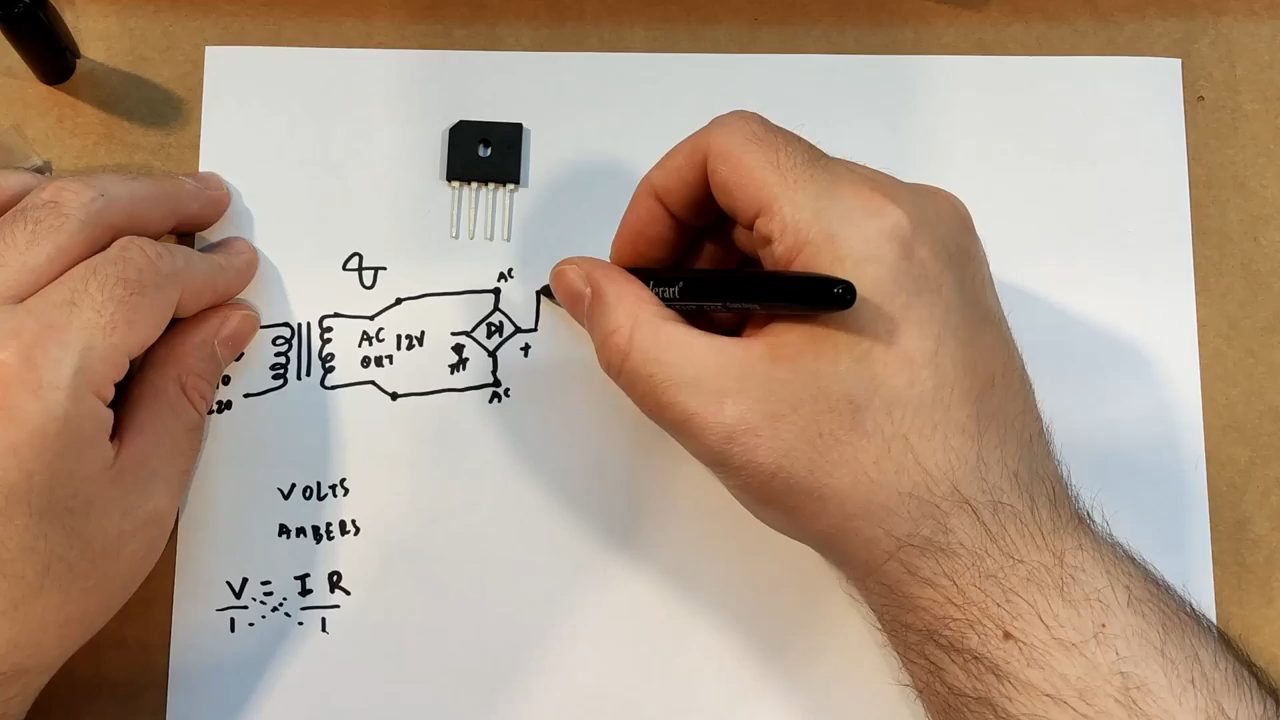 AC
AC 12V
OUT
+
AC
VOLTS
AMBERS
V = I R
1 1